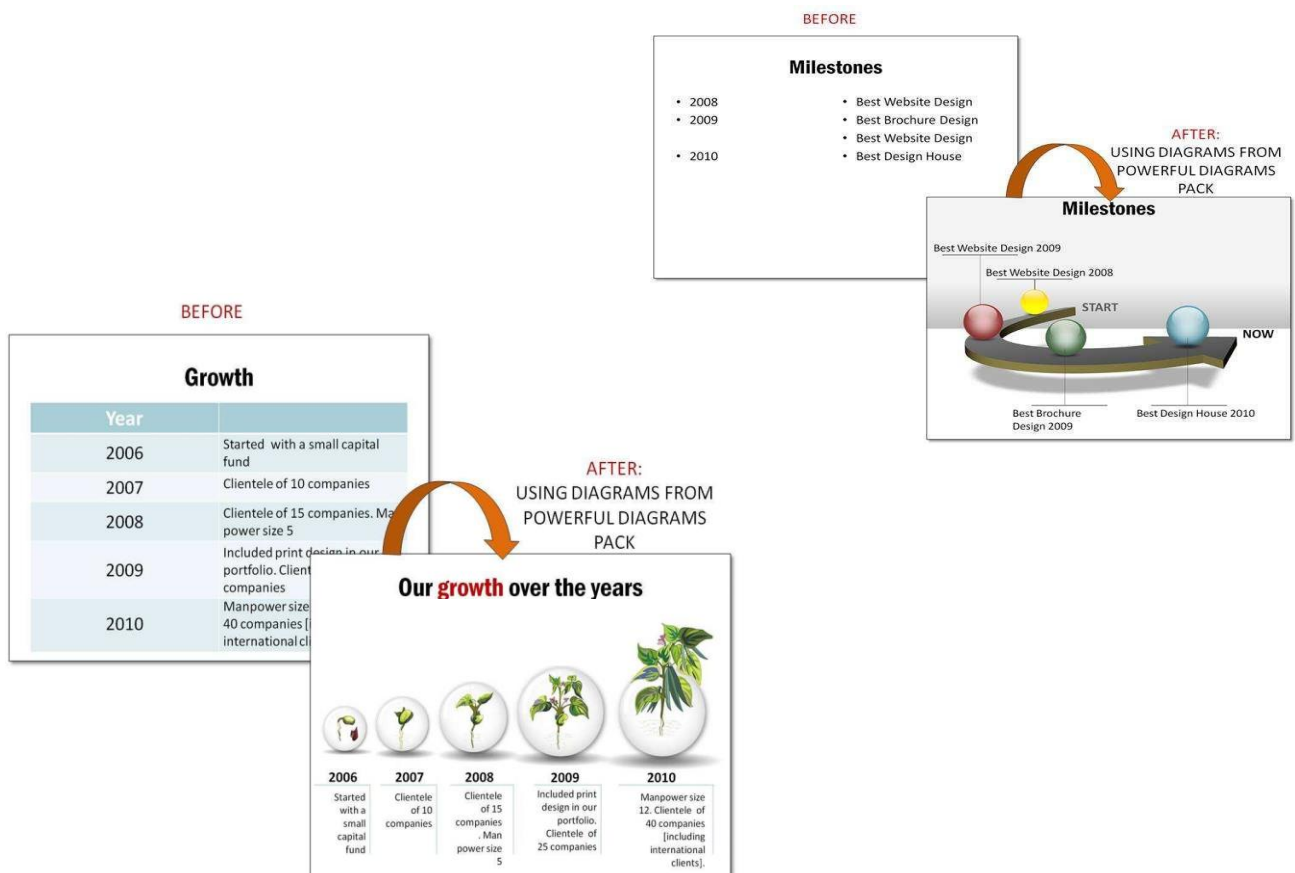 BEFORE
Milestones
• 2008
• Best Website Design
• 2009
• Best Brochure Design
• Best Website Design
• 2010
• Best Design House
AFTER:
USING DIAGRAMS FROM
POWERFUL DIAGRAMS
PACK
Milestones
Best Website Design 2009
Best Website Design 2008
START
NOW
Best Brochure
Design 2009
Best Design House 2010
BEFORE
Growth
Year
2006
Started with a small capital
fund
2007
Clientele of 10 companies
2008
Clientele of 15 companies. Ma
power size 5
2009
Included print design in our
portfolio. Client
companies
2010
Manpower size
40 companies [i
international cli
AFTER:
USING DIAGRAMS FROM
POWERFUL DIAGRAMS
PACK
Our growth over the years
2006
Started
with a
small
capital
fund
2007
Clientele
of 10
companies
2008
Clientele
of 15
companies
. Man
power size
5
2009
Included print
design in our
portfolio.
Clientele of
25 companies
2010
Manpower size
12. Clientele of
40 companies
[including
international
clients].